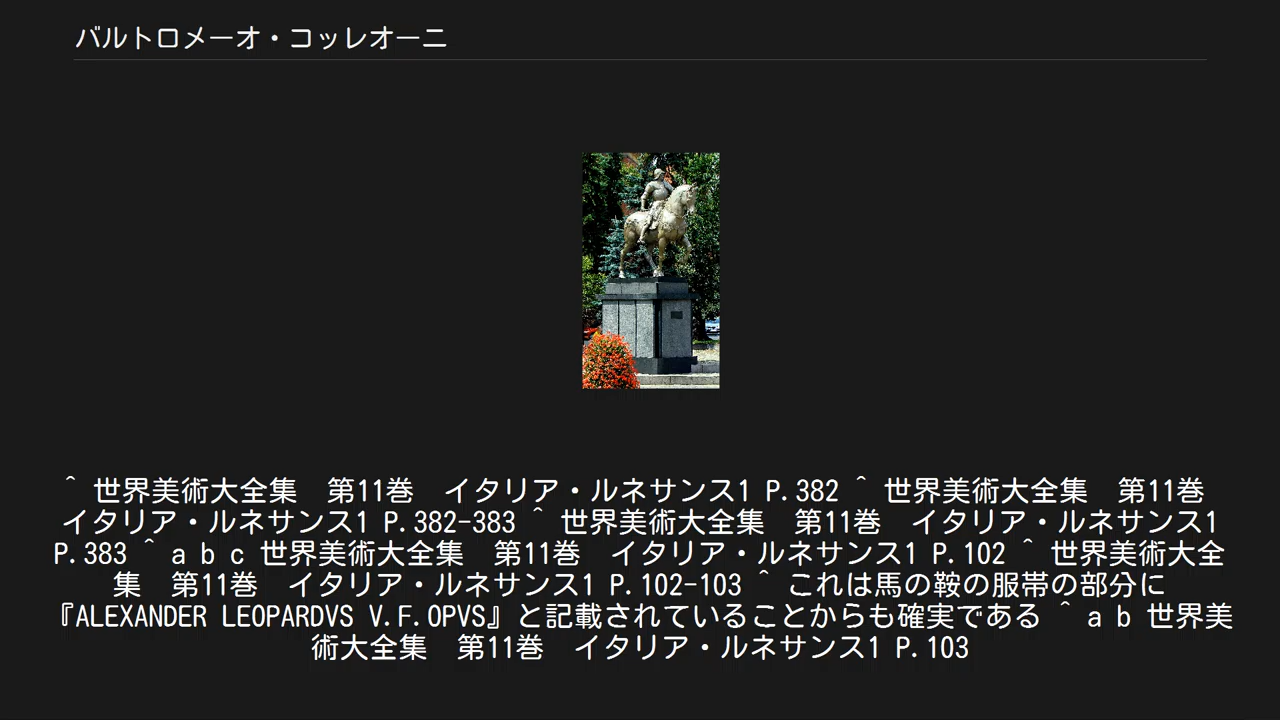 バルトロメーオ・コッレオーニ
^ 世界美術大全集　第11巻　イタリア・ルネサンス1 P.382 ^ 世界美術大全集　第11巻
イタリア・ルネサンス1 P.382-383 ^ 世界美術大全集　第11巻　イタリア・ルネサンス1
P.383 ^ a b c 世界美術大全集　第11巻　イタリア・ルネサンス1 P.102 ^ 世界美術大全
集　第11巻　イタリア・ルネサンス1 P.102-103 ^ これは馬の鞍の服帯の部分に
『ALEXANDER LEOPARDVS V.F.OPVS』と記載されていることからも確実である ^ a b 世界美
術大全集　第11巻　イタリア・ルネサンス1 P.103